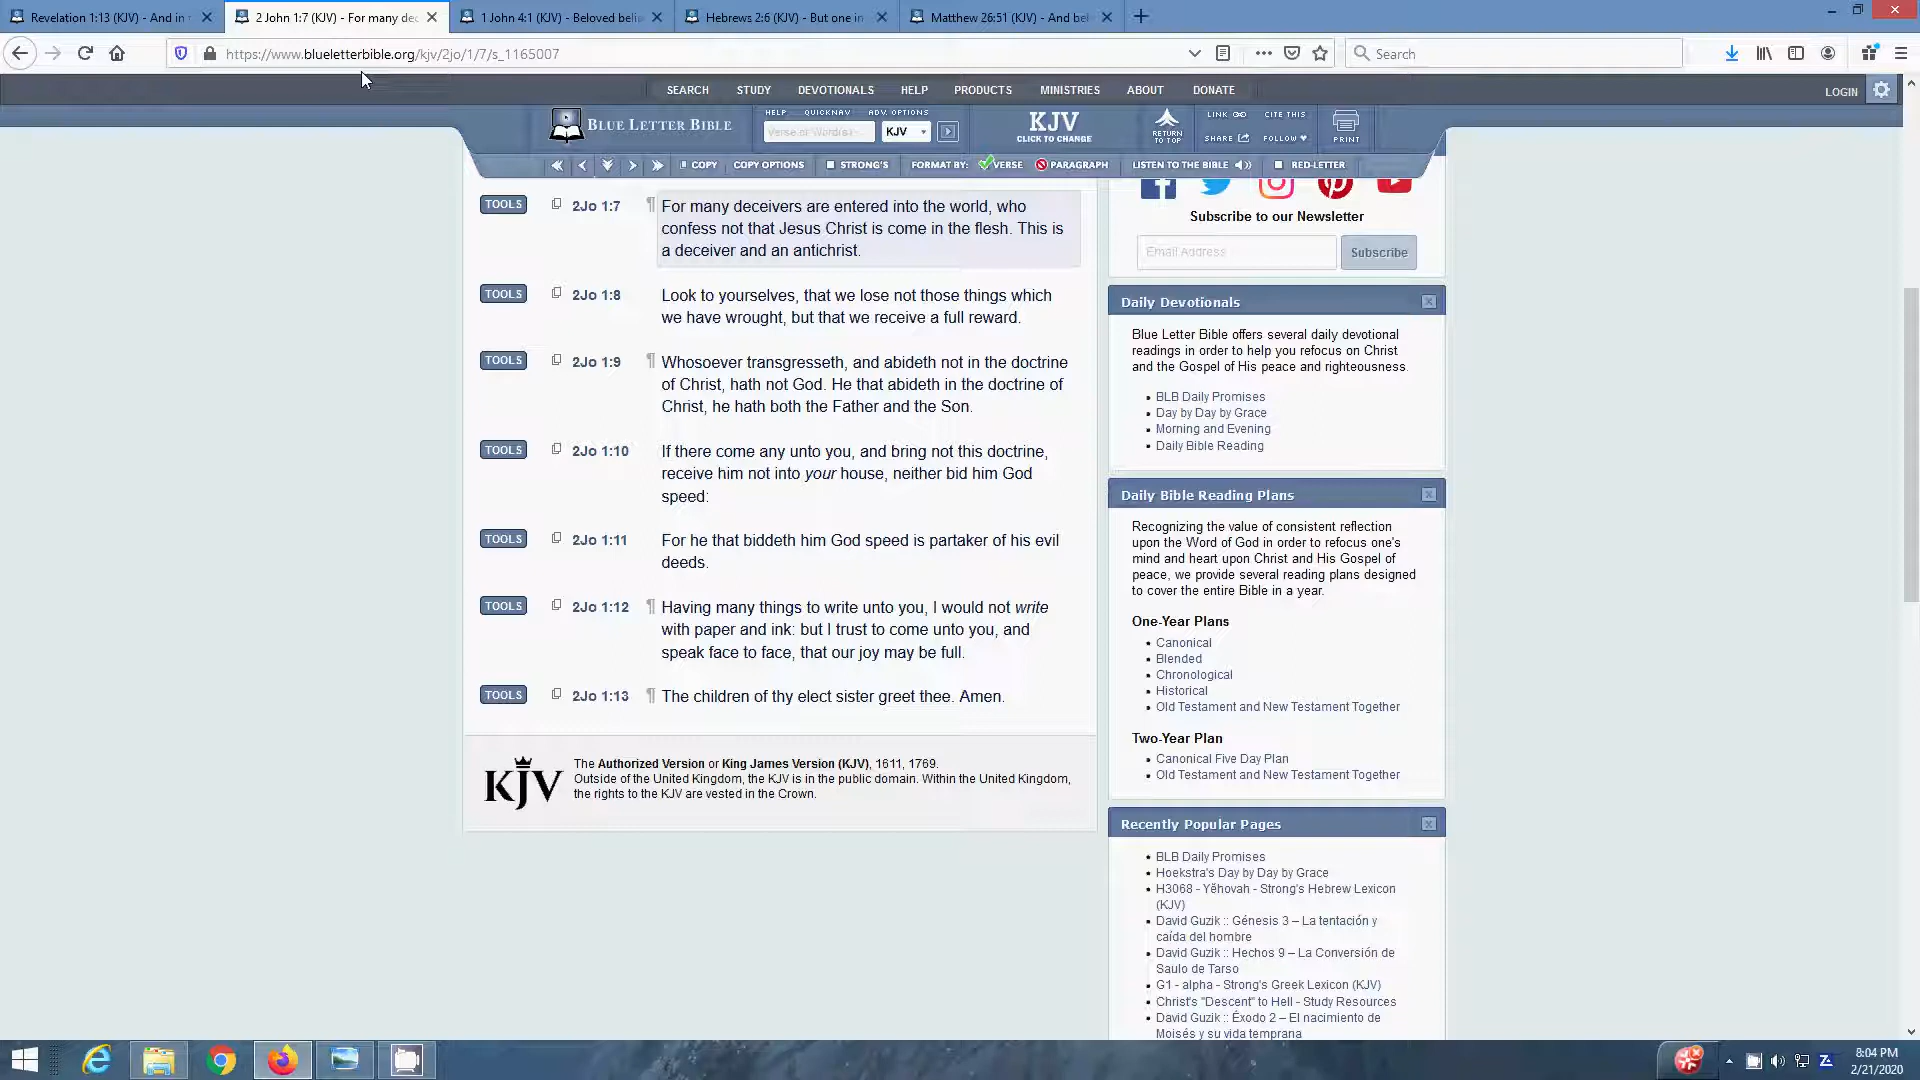 Revelation 1:13 (KJV) - And in
2 John 1:7 (KJV) - For many dec
1 John 4:1 (KJV) - Beloved beli
Hebrews 2:6 (KJV) - But one in
Matthew 26:51 (KJV) - And beh
https://www.blueletterbible.org/kjv/2jo/1/7/s_1165007
Search
SEARCH STUDY DEVOTIONALS HELP PRODUCTS MINISTRIES ABOUT DONATE
LOGIN
BLUE LETTER BIBLE
HELP QUICKNAV ADV. OPTIONS
Verse or Word(s)
KJV
KJV
CLICK TO CHANGE
RETURN
TO TOP
LINK CITE THIS
SHARE FOLLOW
PRINT
COPY COPY OPTIONS STRONG'S FORMAT BY: VERSE PARAGRAPH LISTEN TO THE BIBLE RED-LETTER
TOOLS 2Jo 1:7 ¶ For many deceivers are entered into the world, who
confess not that Jesus Christ is come in the flesh. This is
a deceiver and an antichrist.
TOOLS 2Jo 1:8 Look to yourselves, that we lose not those things which
we have wrought, but that we receive a full reward.
TOOLS 2Jo 1:9 ¶ Whosoever transgresseth, and abideth not in the doctrine
of Christ, hath not God. He that abideth in the doctrine of
Christ, he hath both the Father and the Son.
TOOLS 2Jo 1:10 If there come any unto you, and bring not this doctrine,
receive him not into your house, neither bid him God
speed:
TOOLS 2Jo 1:11 For he that biddeth him God speed is partaker of his evil
deeds.
TOOLS 2Jo 1:12 ¶ Having many things to write unto you, I would not write
with paper and ink: but I trust to come unto you, and
speak face to face, that our joy may be full.
TOOLS 2Jo 1:13 ¶ The children of thy elect sister greet thee. Amen.
KJV
The Authorized Version or King James Version (KJV), 1611, 1769.
Outside of the United Kingdom, the KJV is in the public domain. Within the United Kingdom,
the rights to the KJV are vested in the Crown.
Subscribe to our Newsletter
Email Address
Subscribe
Daily Devotionals
Blue Letter Bible offers several daily devotional
readings in order to help you refocus on Christ
and the Gospel of His peace and righteousness.
• BLB Daily Promises
• Day by Day by Grace
• Morning and Evening
• Daily Bible Reading
Daily Bible Reading Plans
Recognizing the value of consistent reflection
upon the Word of God in order to refocus one's
mind and heart upon Christ and His Gospel of
peace, we provide several reading plans designed
to cover the entire Bible in a year.
One-Year Plans
• Canonical
• Blended
• Chronological
• Historical
• Old Testament and New Testament Together
Two-Year Plan
• Canonical Five Day Plan
• Old Testament and New Testament Together
Recently Popular Pages
• BLB Daily Promises
• Hoekstra's Day by Day by Grace
• H3068 - Yĕhovah - Strong's Hebrew Lexicon
(KJV)
• David Guzik :: Génesis 3 – La tentación y
caída del hombre
• David Guzik :: Hechos 9 – La Conversión de
Saulo de Tarso
• G1 - alpha - Strong's Greek Lexicon (KJV)
• Christ's "Descent" to Hell - Study Resources
• David Guzik :: Éxodo 2 – El nacimiento de
Moisés y su vida temprana
8:04 PM
2/21/2020